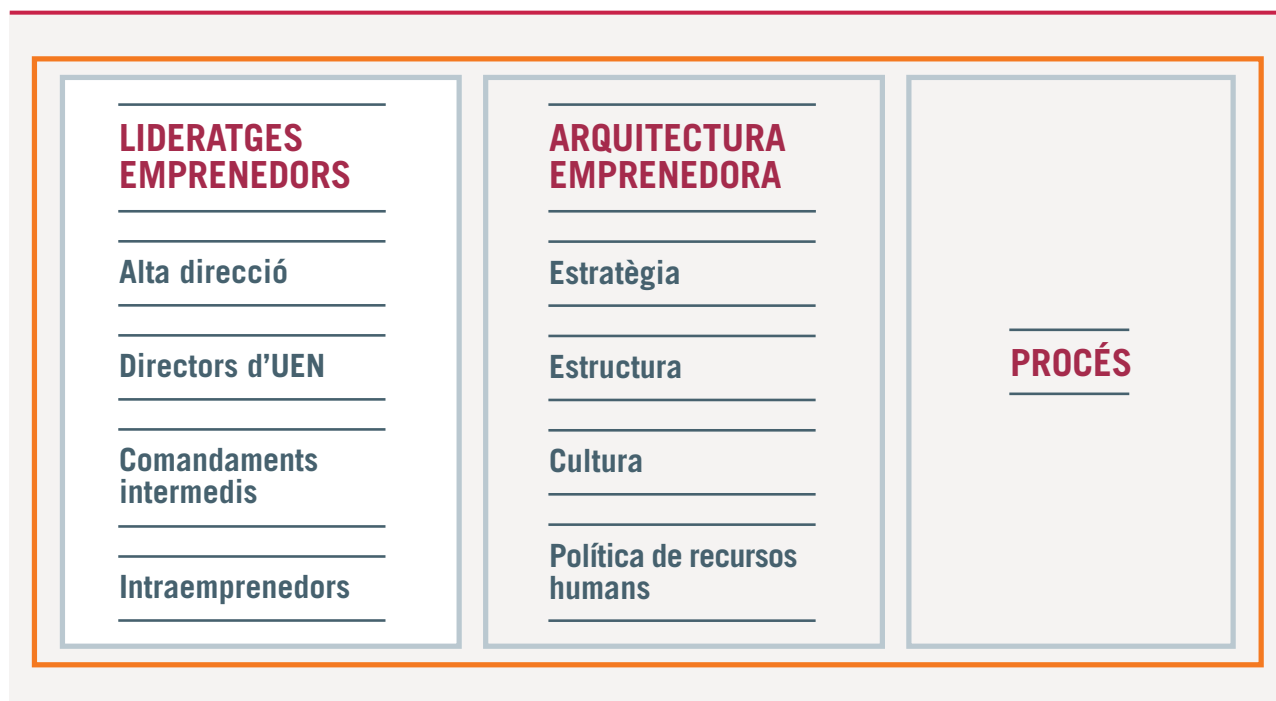 LIDERATGES
EMPRENEDORS
Alta direcció
Directors d’UEN
Comandaments
intermedis
Intraemprenedors
ARQUITECTURA
EMPRENEDORA
Estratègia
Estructura
Cultura
Política de recursos
humans
PROCÉS